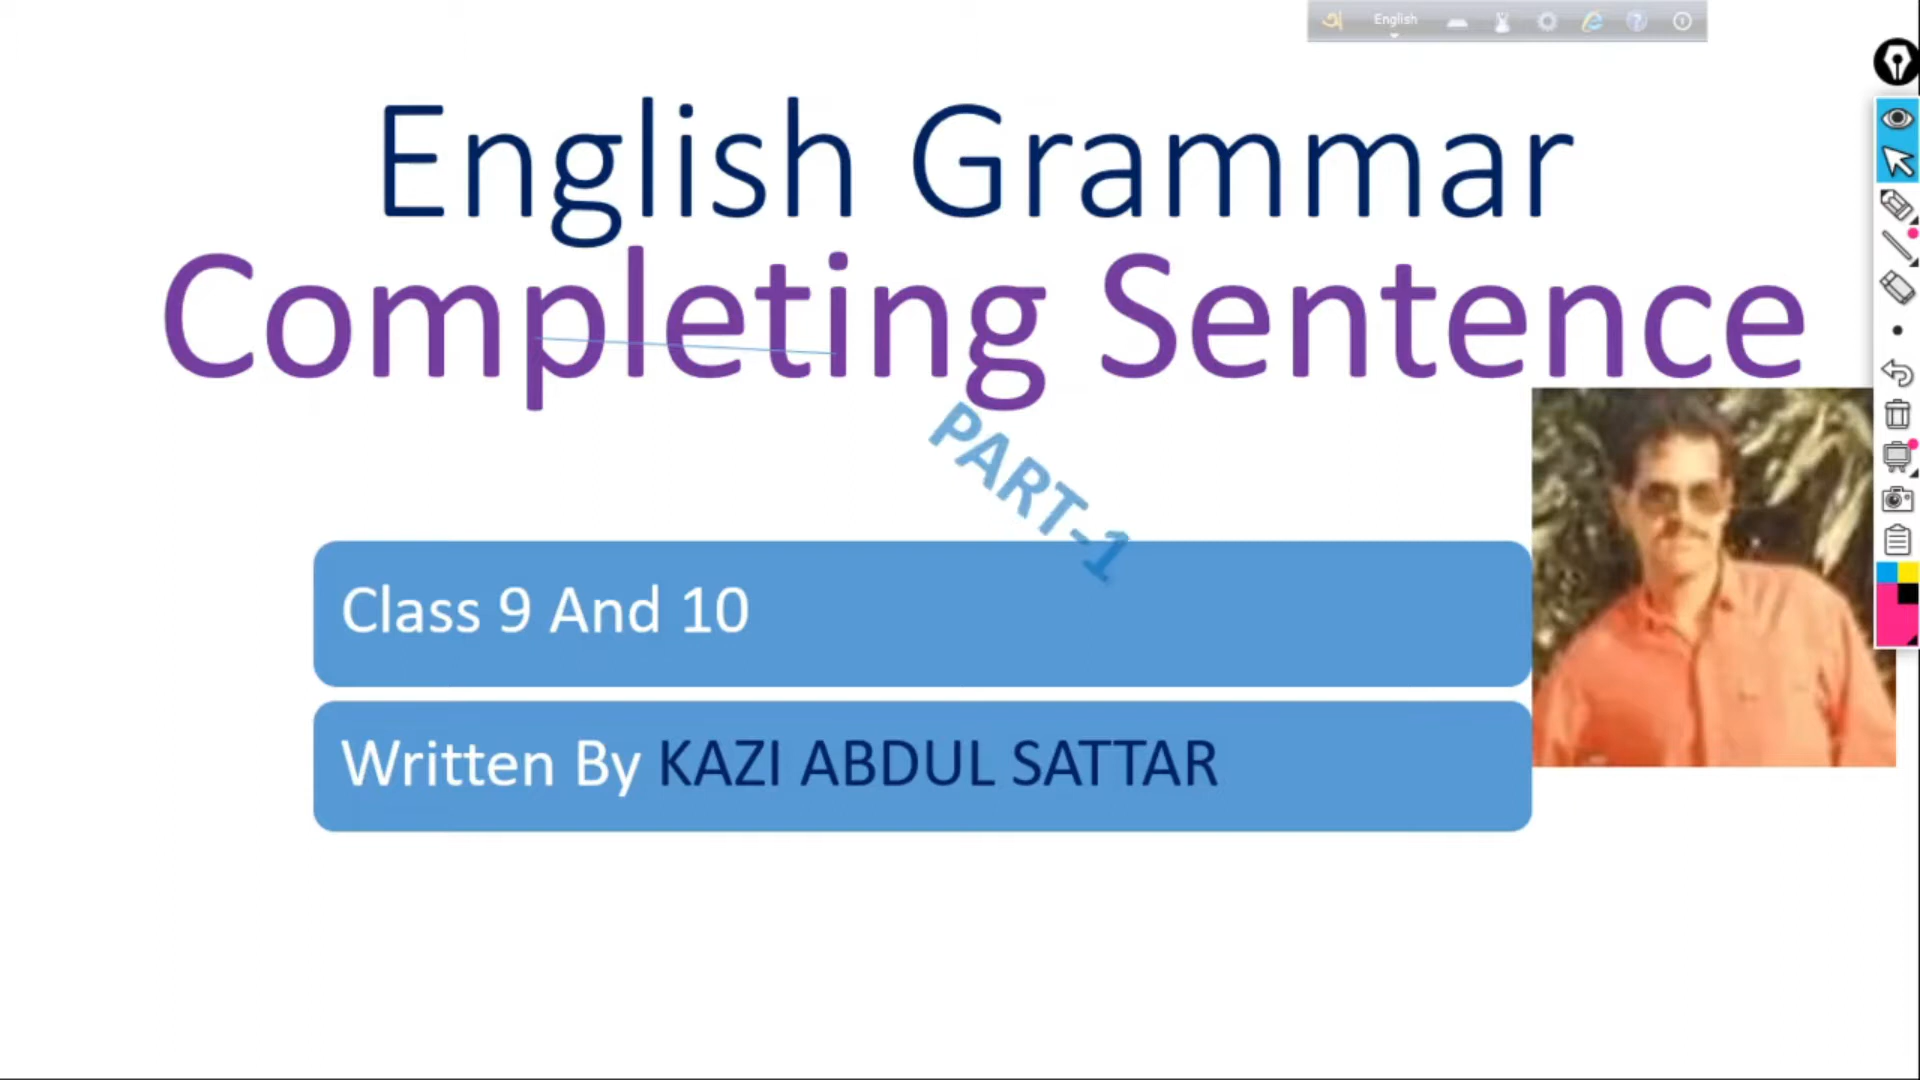 English
English Grammar
Completing Sentence
PART-1
Class 9 And 10
Written By KAZI ABDUL SATTAR